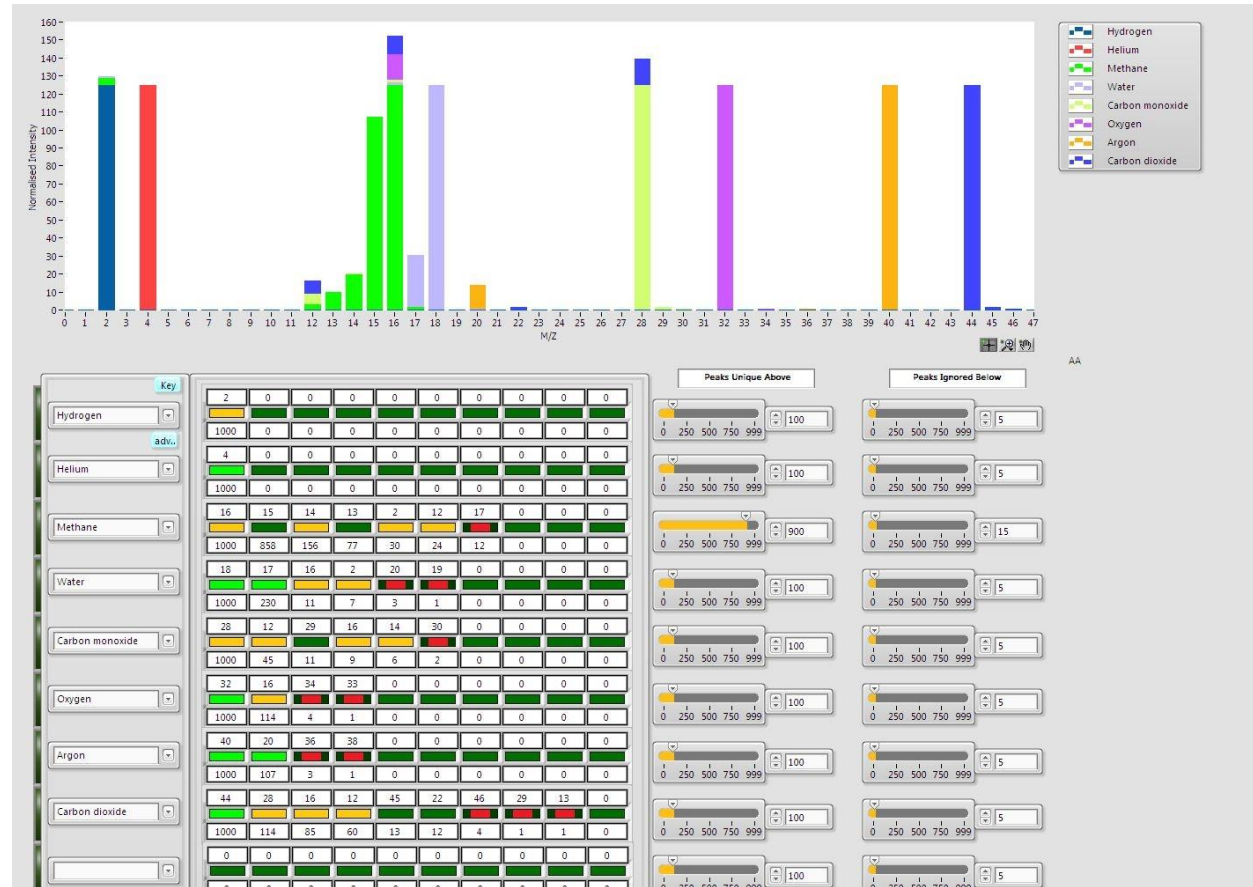 160
150
140
130
120
110
100
90
80
70
60
50
40
30
20
10
0
Normalised Intensity
0 1 2 3 4 5 6 7 8 9 10 11 12 13 14 15 16 17 18 19 20 21 22 23 24 25 26 27 28 29 30 31 32 33 34 35 36 37 38 39 40 41 42 43 44 45 46 47
M/Z
Hydrogen
Helium
Methane
Water
Carbon monoxide
Oxygen
Argon
Carbon dioxide
AA
Key
Peaks Unique Above
Peaks Ignored Below
2 0 0 0 0 0 0 0 0 0
Hydrogen
100
5
1000 0 0 0 0 0 0 0 0 0
0 250 500 750 999
0 250 500 750 999
adv..
4 0 0 0 0 0 0 0 0 0
Helium
100
5
1000 0 0 0 0 0 0 0 0 0
0 250 500 750 999
0 250 500 750 999
16 15 14 13 2 12 17 0 0 0
Methane
900
15
1000 858 156 77 30 24 12 0 0 0
0 250 500 750 999
0 250 500 750 999
18 17 16 2 20 19 0 0 0 0
Water
100
5
1000 230 11 7 3 1 0 0 0 0
0 250 500 750 999
0 250 500 750 999
28 12 29 16 14 30 0 0 0 0
Carbon monoxide
100
5
1000 45 11 9 6 2 0 0 0 0
0 250 500 750 999
0 250 500 750 999
32 16 34 33 0 0 0 0 0 0
Oxygen
100
5
1000 114 4 1 0 0 0 0 0 0
0 250 500 750 999
0 250 500 750 999
40 20 36 38 0 0 0 0 0 0
Argon
100
5
1000 107 3 1 0 0 0 0 0 0
0 250 500 750 999
0 250 500 750 999
44 28 16 12 45 22 46 29 13 0
Carbon dioxide
100
5
1000 114 85 60 13 12 4 1 1 0
0 250 500 750 999
0 250 500 750 999
0 0 0 0 0 0 0 0 0 0
100
5